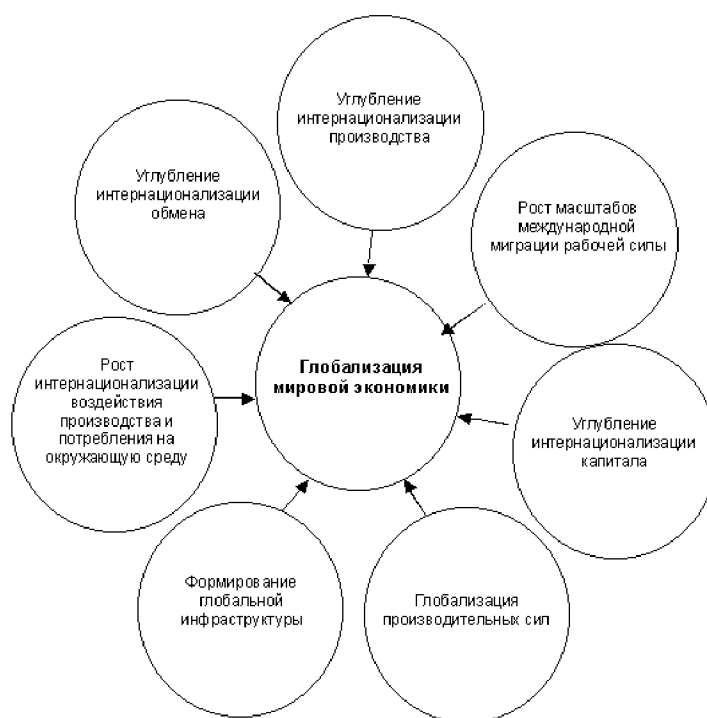 Углубление
интернационализации
производства
Углубление
интернационализации
обмена
Рост масштабов
международной
миграции рабочей силы
Глобализация
мировой экономики
Рост
интернационализации
воздействия
производства и
потребления на
окружающую среду
Углубление
интернационализации
капитала
Формирование
глобальной
инфраструктуры
Глобализация
производительных сил